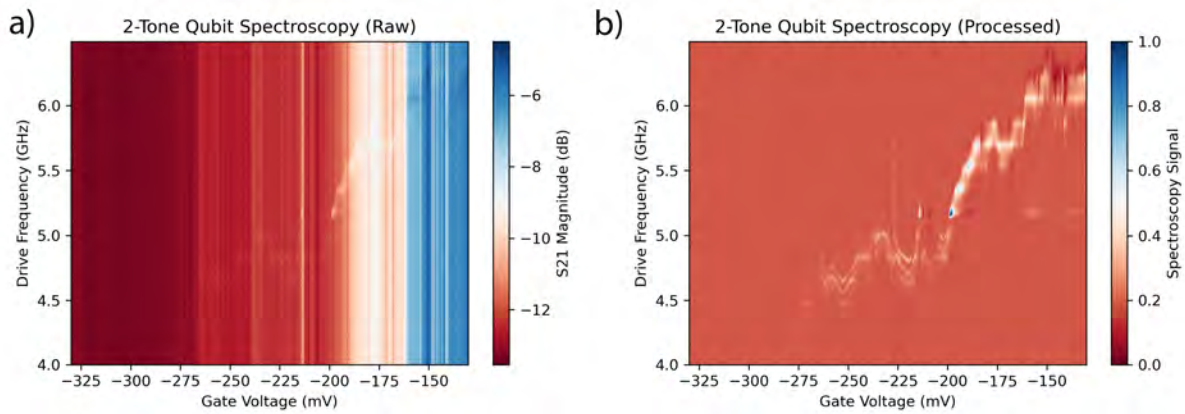 a)
2-Tone Qubit Spectroscopy (Raw)
6.0
5.5
5.0
4.5
4.0
Drive Frequency (GHz)
−325 −300 −275 −250 −225 −200 −175 −150
Gate Voltage (mV)
−6
−8
−10
−12
S21 Magnitude (dB)
b)
2-Tone Qubit Spectroscopy (Processed)
6.0
5.5
5.0
4.5
4.0
Drive Frequency (GHz)
−325 −300 −275 −250 −225 −200 −175 −150
Gate Voltage (mV)
1.0
0.8
0.6
0.4
0.2
0.0
Spectroscopy Signal